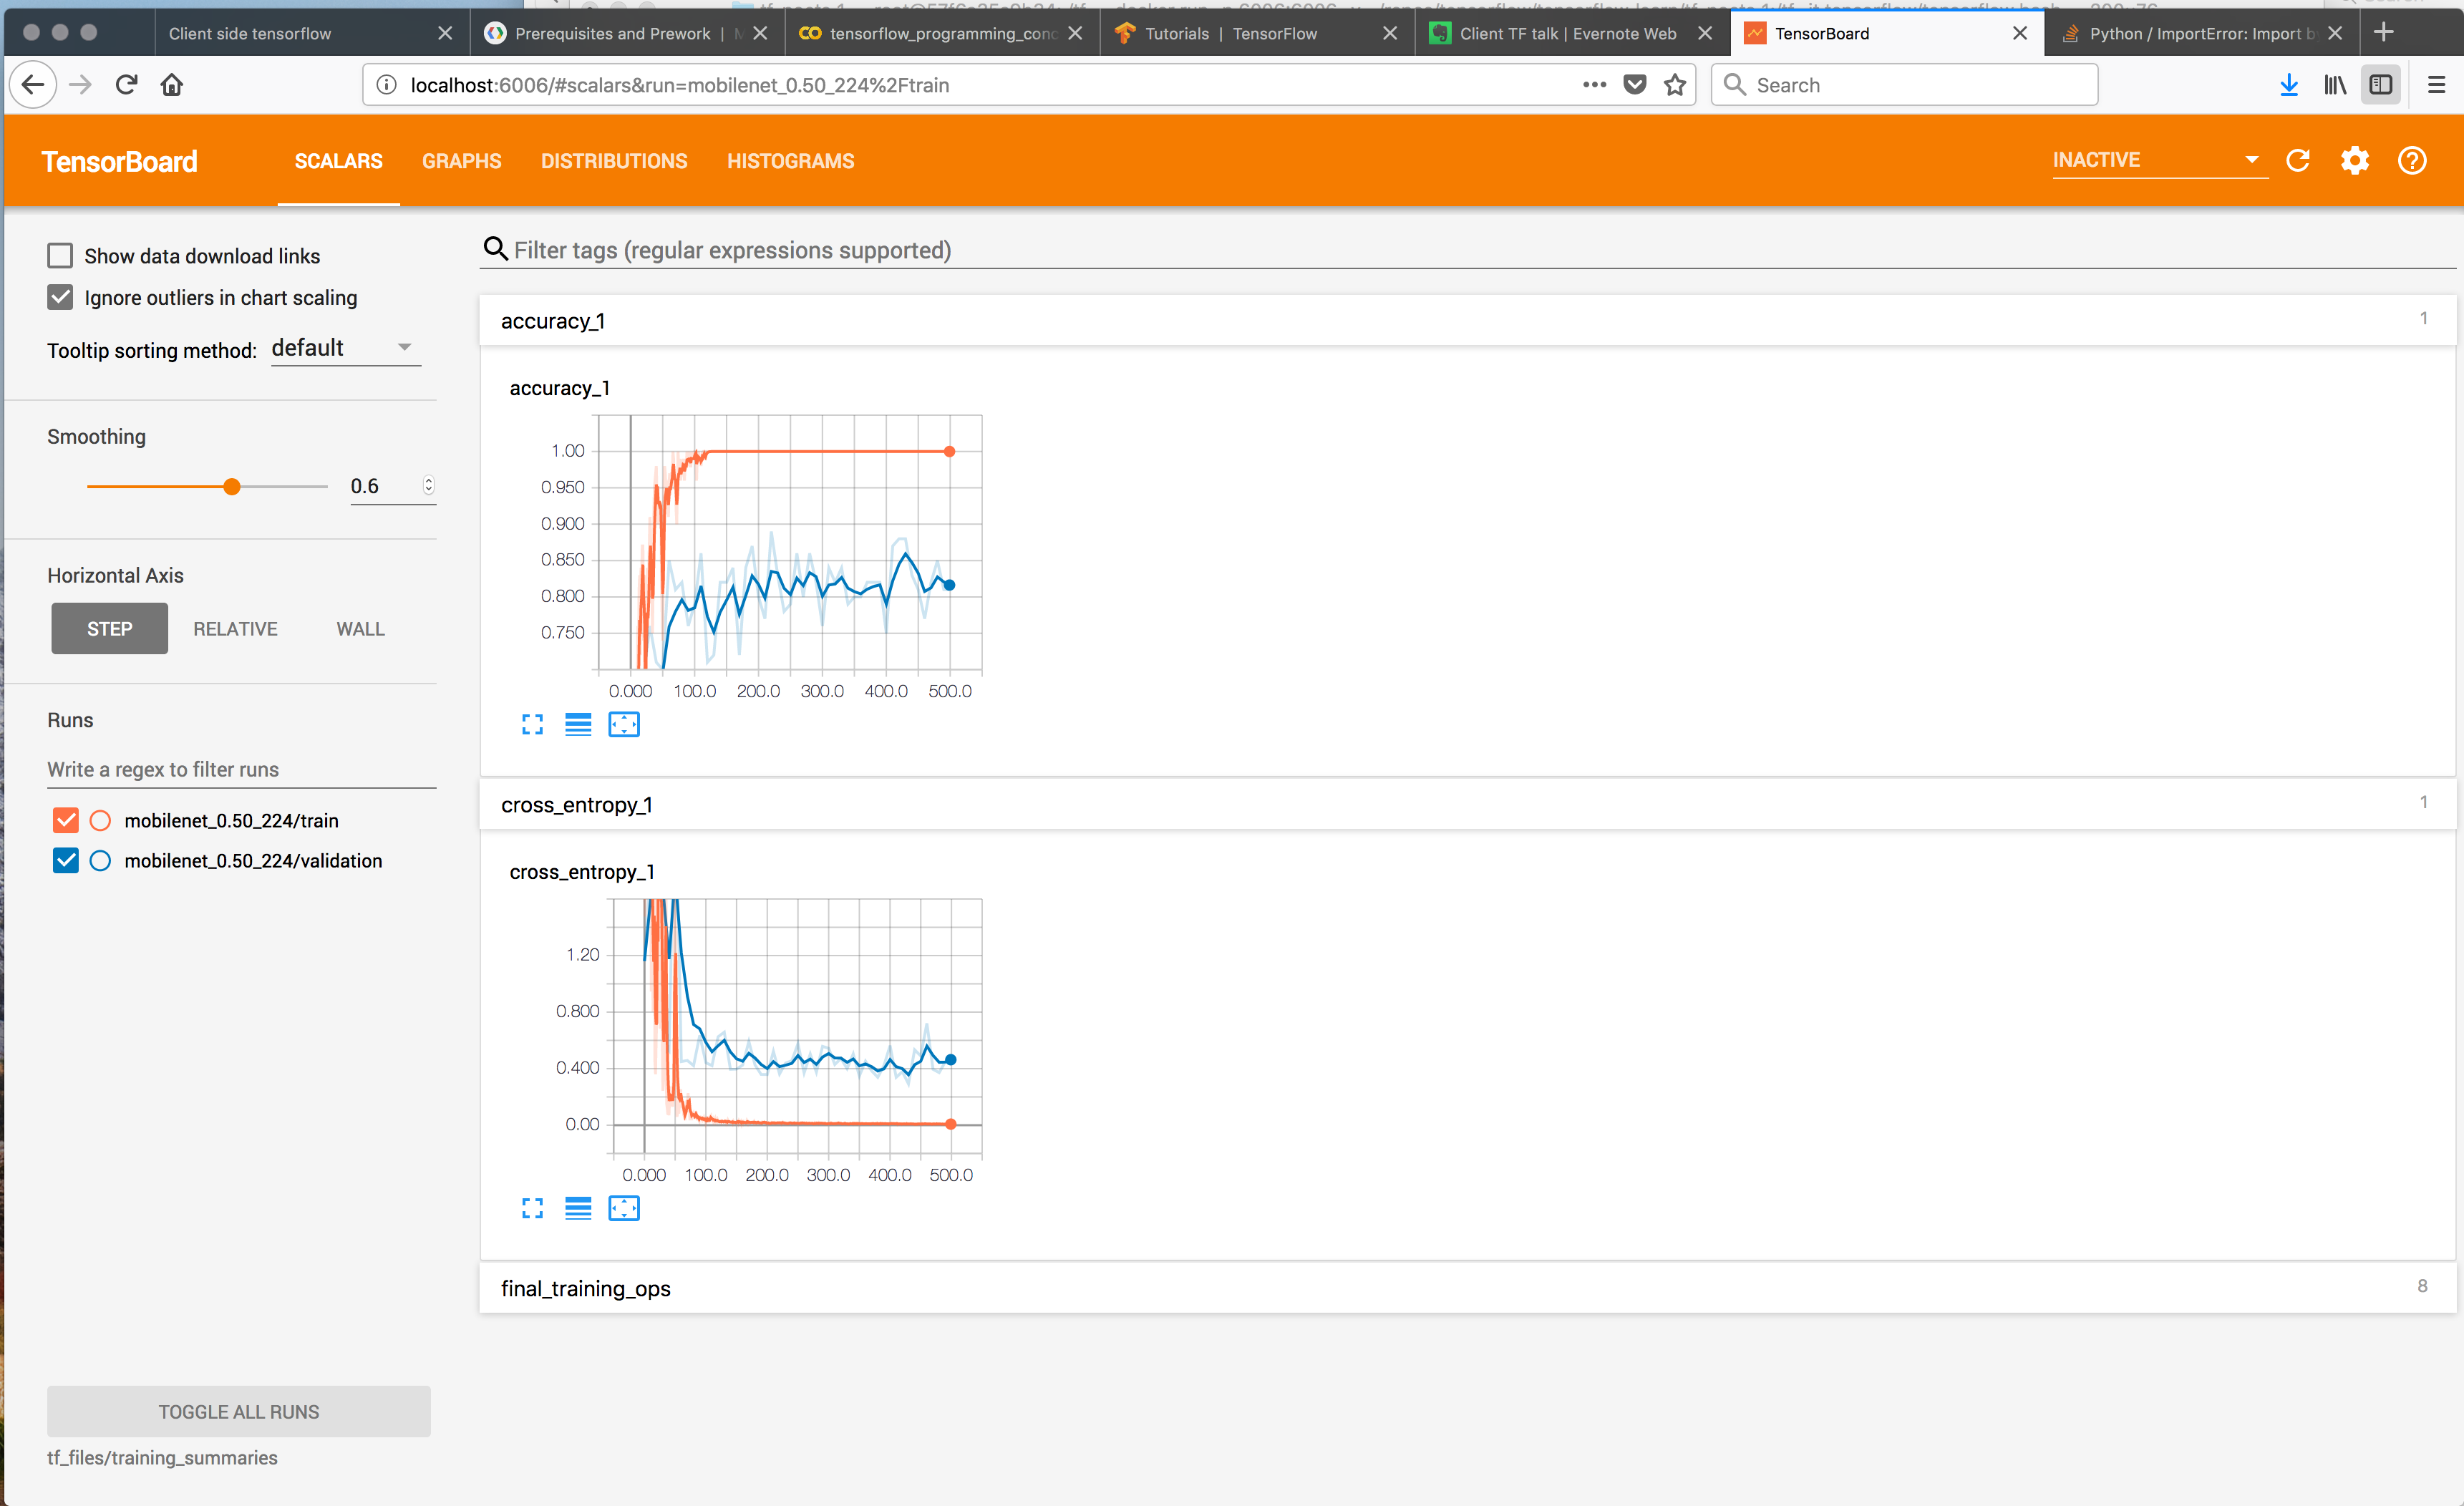 Client side tensorflow
Prerequisites and Prework |
tensorflow_programming_conc
Tutorials | TensorFlow
Client TF talk | Evernote Web
TensorBoard
Python / ImportError: Import b
localhost:6006/#scalars&run=mobilenet_0.50_224%2Ftrain
Search
TensorBoard
SCALARS
GRAPHS
DISTRIBUTIONS
HISTOGRAMS
INACTIVE
Show data download links
Ignore outliers in chart scaling
Tooltip sorting method: default
Smoothing
0.6
Horizontal Axis
STEP
RELATIVE
WALL
Runs
Write a regex to filter runs
mobilenet_0.50_224/train
mobilenet_0.50_224/validation
TOGGLE ALL RUNS
tf_files/training_summaries
Filter tags (regular expressions supported)
accuracy_1
1
accuracy_1
1.00
0.950
0.900
0.850
0.800
0.750
0.000 100.0 200.0 300.0 400.0 500.0
cross_entropy_1
1
cross_entropy_1
1.20
0.800
0.400
0.00
0.000 100.0 200.0 300.0 400.0 500.0
final_training_ops
8